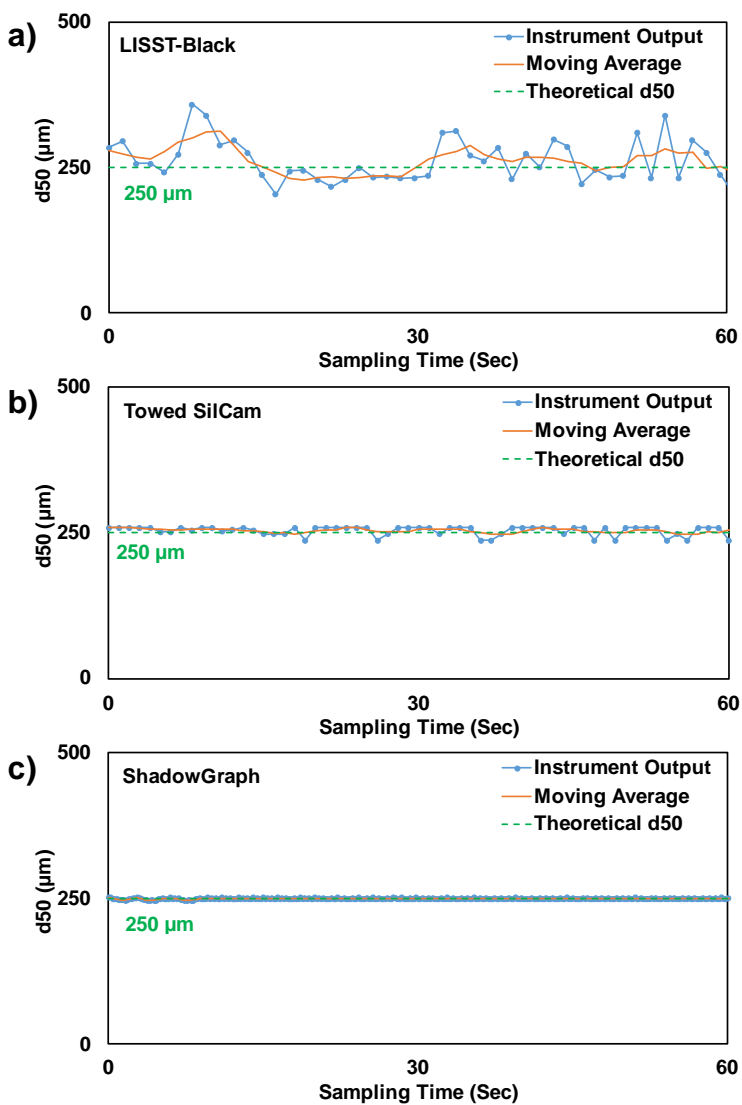 a)
500
LISST-Black
Instrument Output
Moving Average
Theoretical d50
d50 (µm)
250
250 µm
0
0
30
60
Sampling Time (Sec)
b)
500
Towed SilCam
Instrument Output
Moving Average
Theoretical d50
d50 (µm)
250
250 µm
0
0
30
60
Sampling Time (Sec)
c)
500
ShadowGraph
Instrument Output
Moving Average
Theoretical d50
d50 (µm)
250
250 µm
0
0
30
60
Sampling Time (Sec)